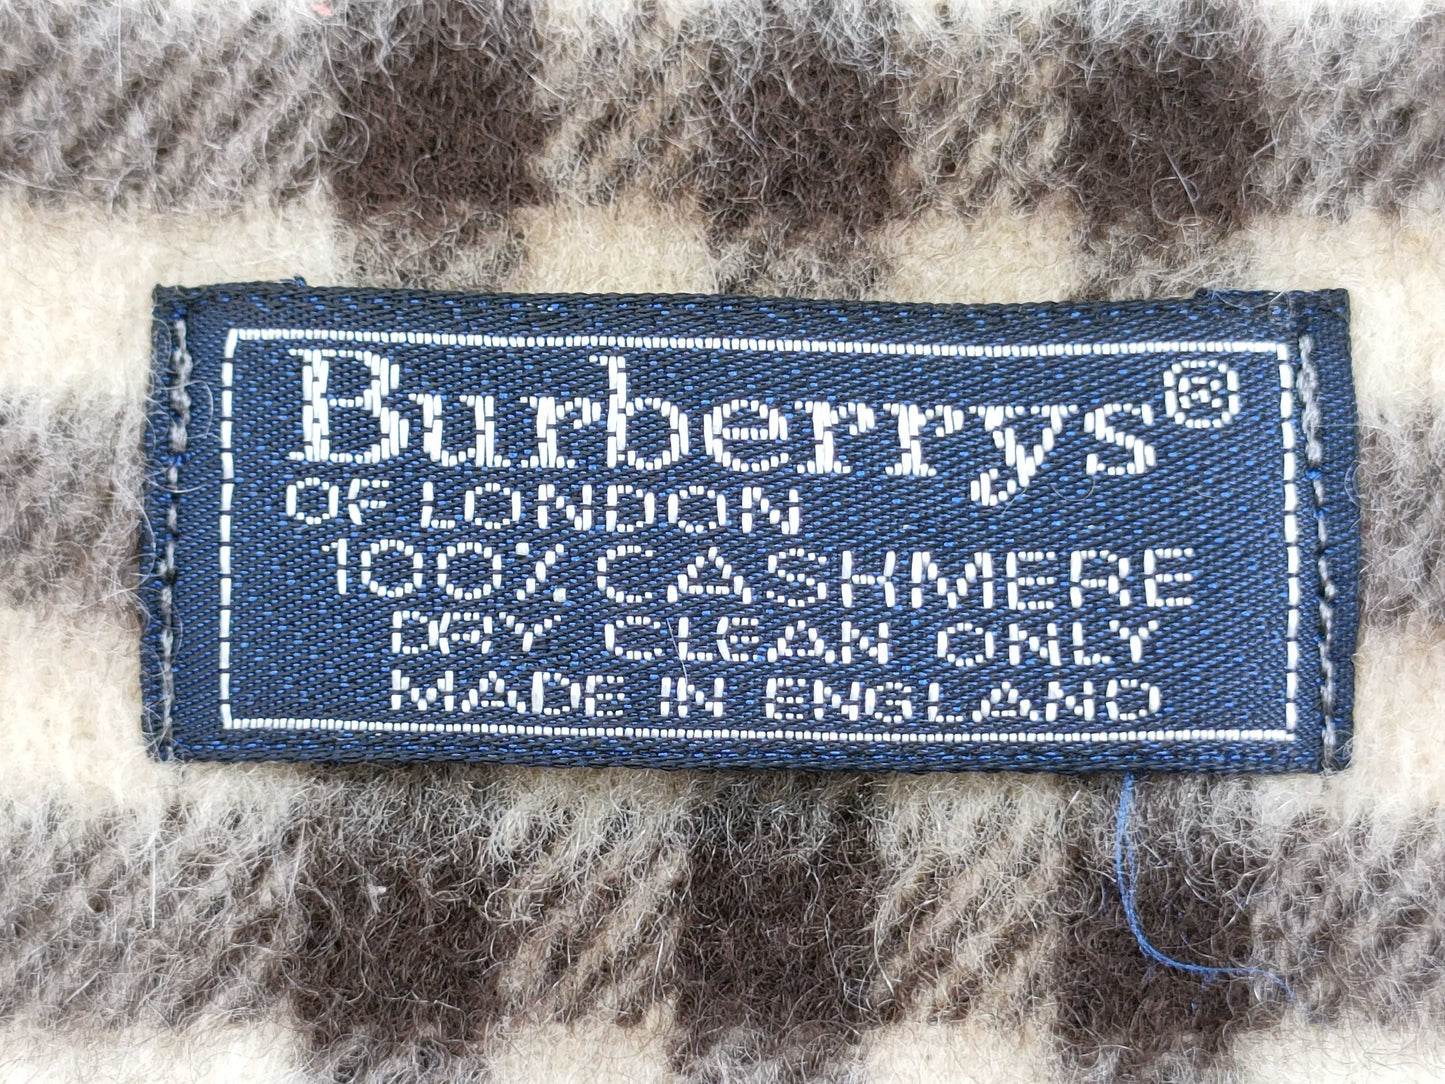 Burberrys®
OF LONDON
100% CASHMERE
DRY CLEAN ONLY
MADE IN ENGLAND